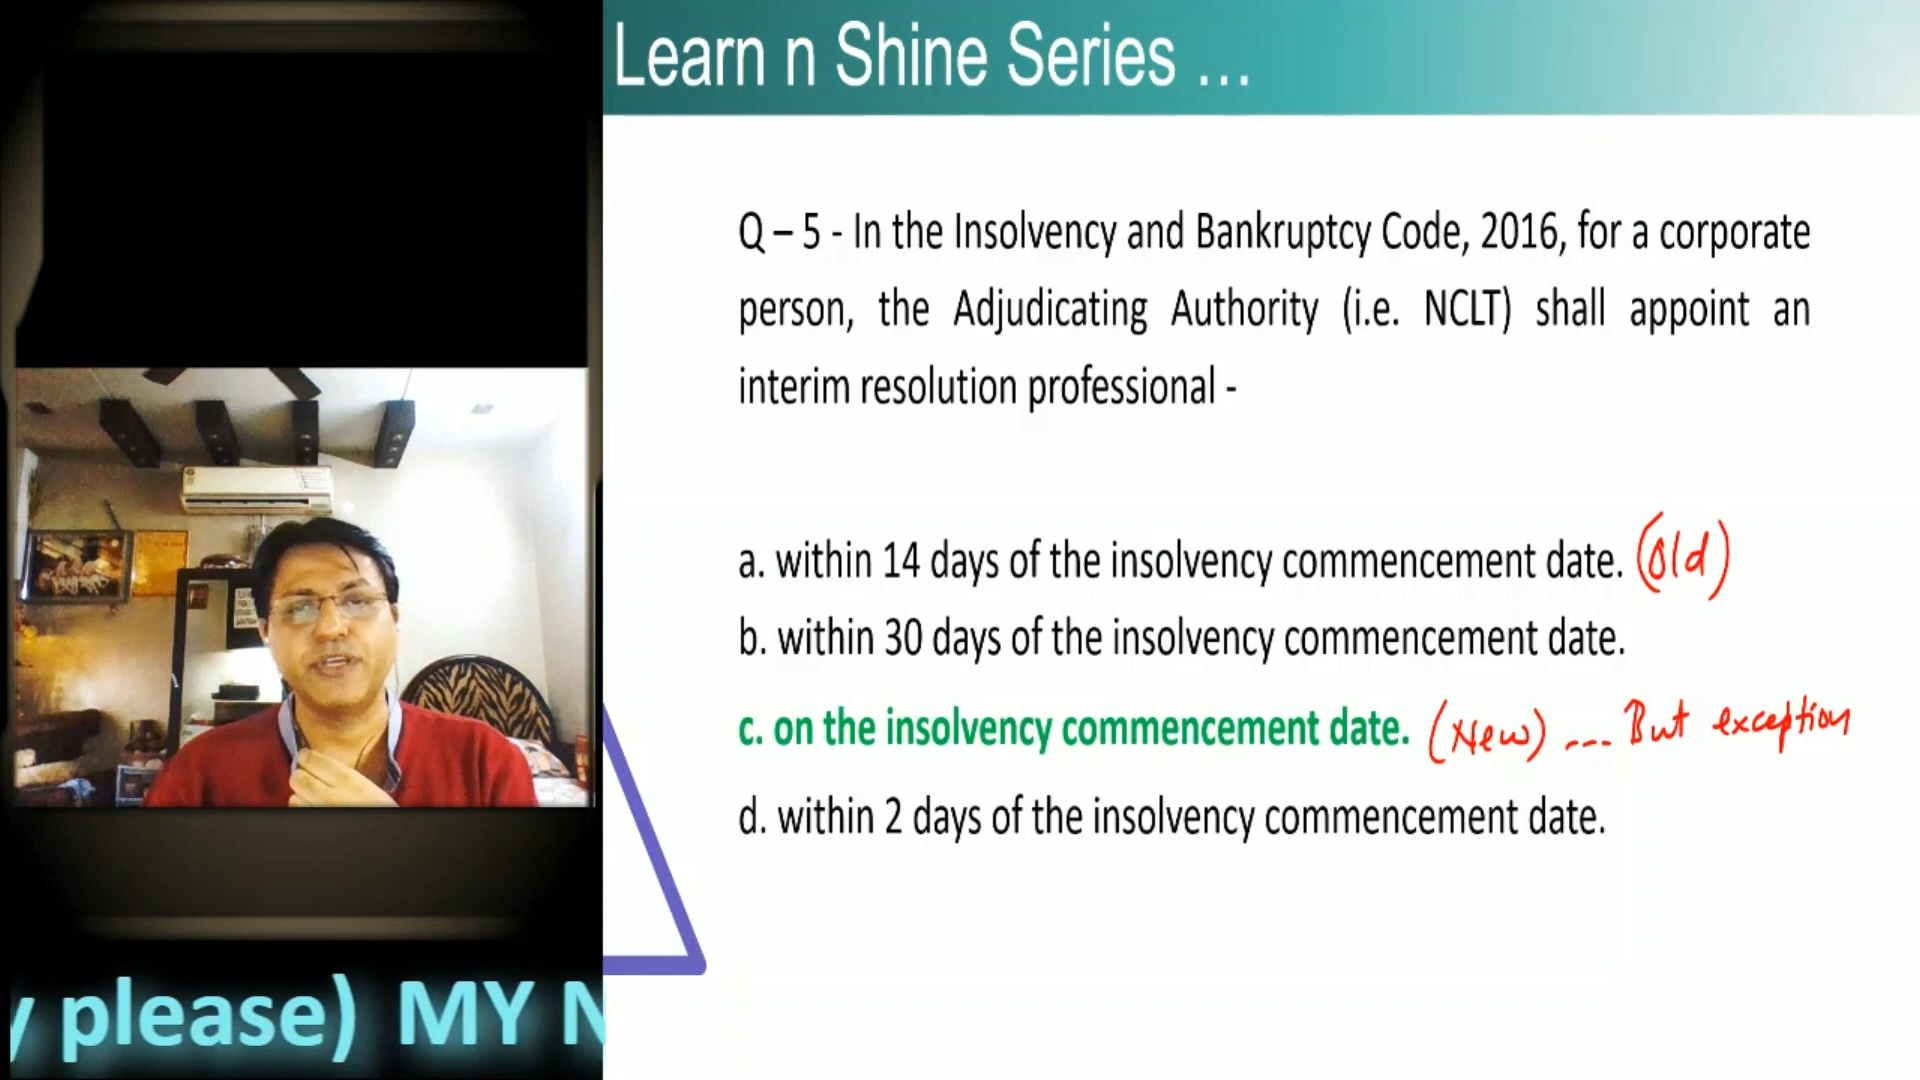 Learn n Shine Series ...
Q – 5 - In the Insolvency and Bankruptcy Code, 2016, for a corporate
person, the Adjudicating Authority (i.e. NCLT) shall appoint an
interim resolution professional -
a. within 14 days of the insolvency commencement date. (Old)
b. within 30 days of the insolvency commencement date.
c. on the insolvency commencement date. (New) ... But exception
d. within 2 days of the insolvency commencement date.
y please) MY N